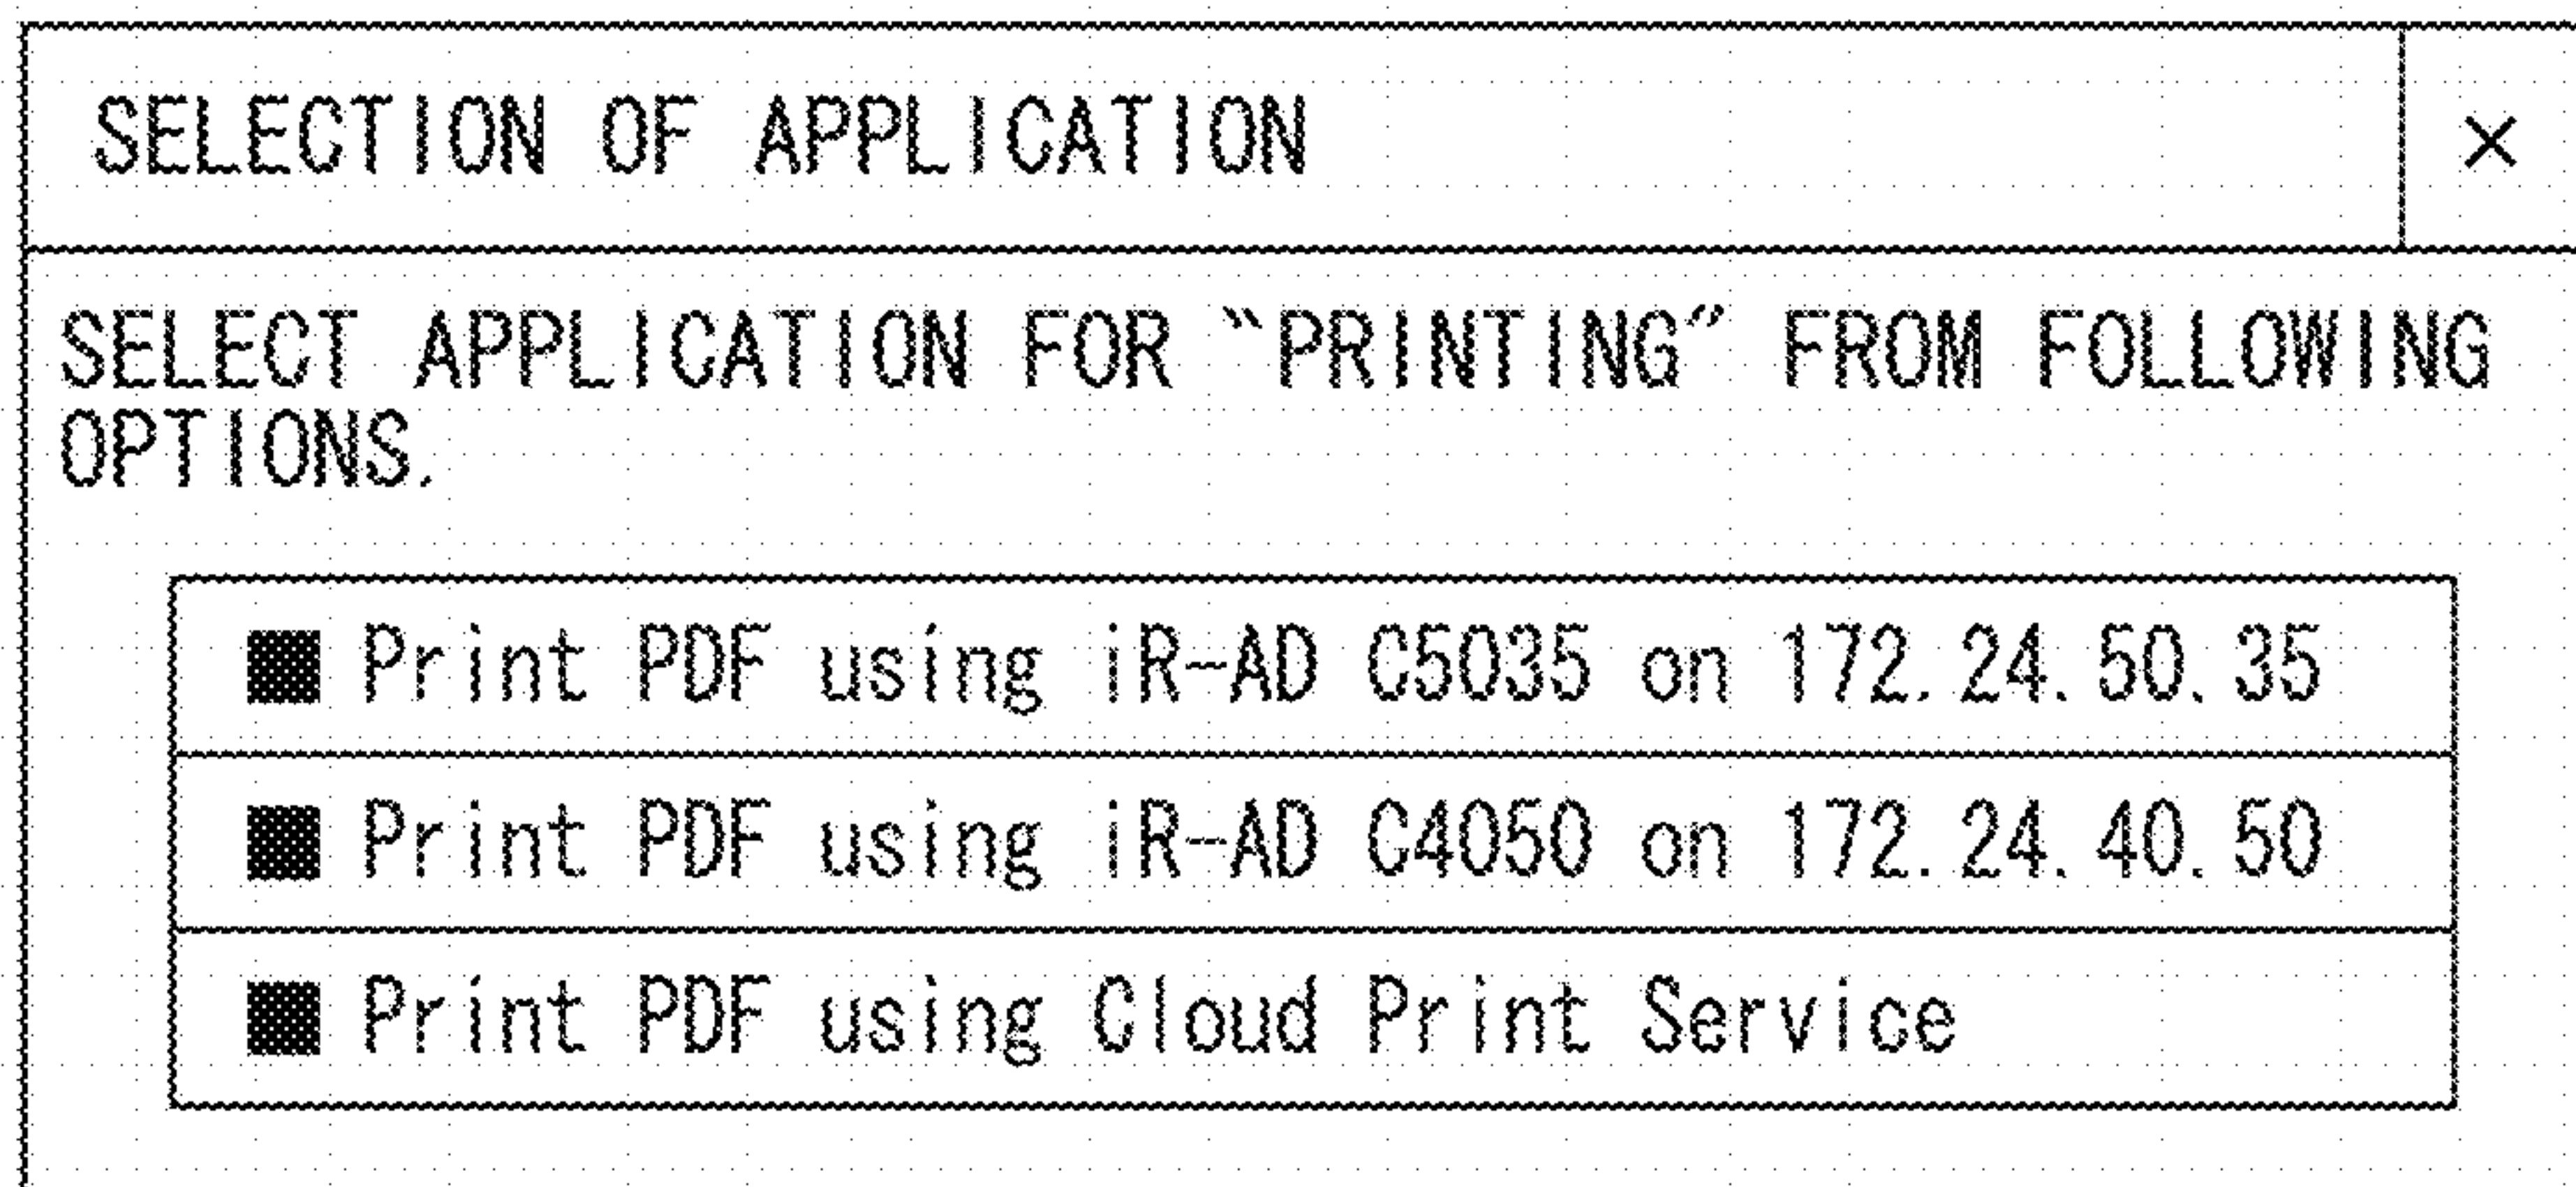 SELECTION OF APPLICATION ×
SELECT APPLICATION FOR “PRINTING” FROM FOLLOWING
OPTIONS.
■ Print PDF using iR-AD C5035 on 172.24.50.35
■ Print PDF using iR-AD C4050 on 172.24.40.50
■ Print PDF using Cloud Print Service